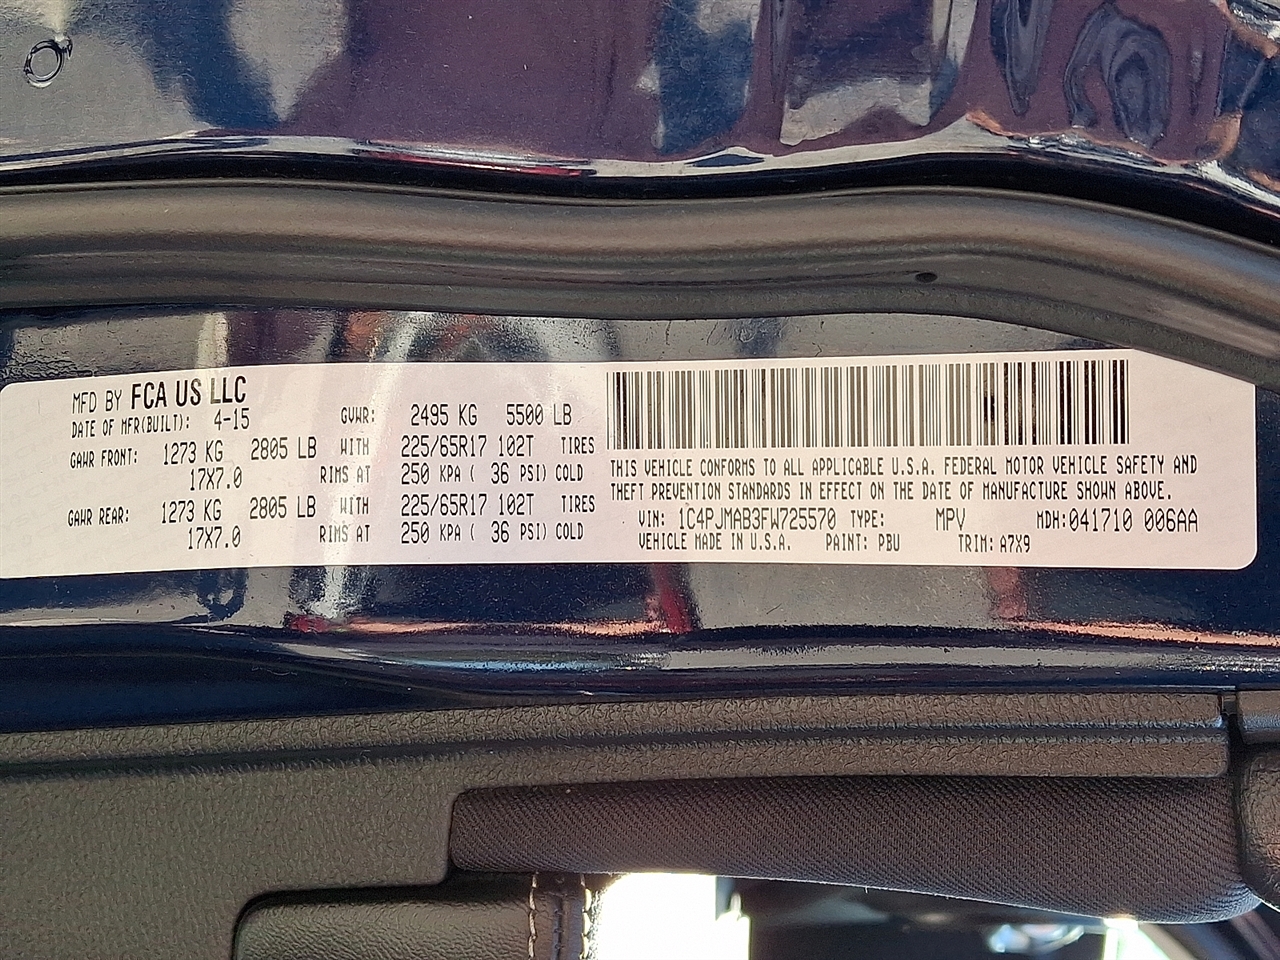 MFD BY FCA US LLC
DATE OF MFR(BUILT): 4-15 GVWR: 2495 KG 5500 LB
GAWR FRONT: 1273 KG 2805 LB WITH 225/65R17 102T TIRES
17X7.0 RIMS AT 250 KPA ( 36 PSI) COLD
GAWR REAR: 1273 KG 2805 LB WITH 225/65R17 102T TIRES
17X7.0 RIMS AT 250 KPA ( 36 PSI) COLD
THIS VEHICLE CONFORMS TO ALL APPLICABLE U.S.A. FEDERAL MOTOR VEHICLE SAFETY AND
THEFT PREVENTION STANDARDS IN EFFECT ON THE DATE OF MANUFACTURE SHOWN ABOVE.
VIN: 1C4PJMAB3FW725570 TYPE: MPV MDH:041710 006AA
VEHICLE MADE IN U.S.A. PAINT: PBU TRIM: A7X9